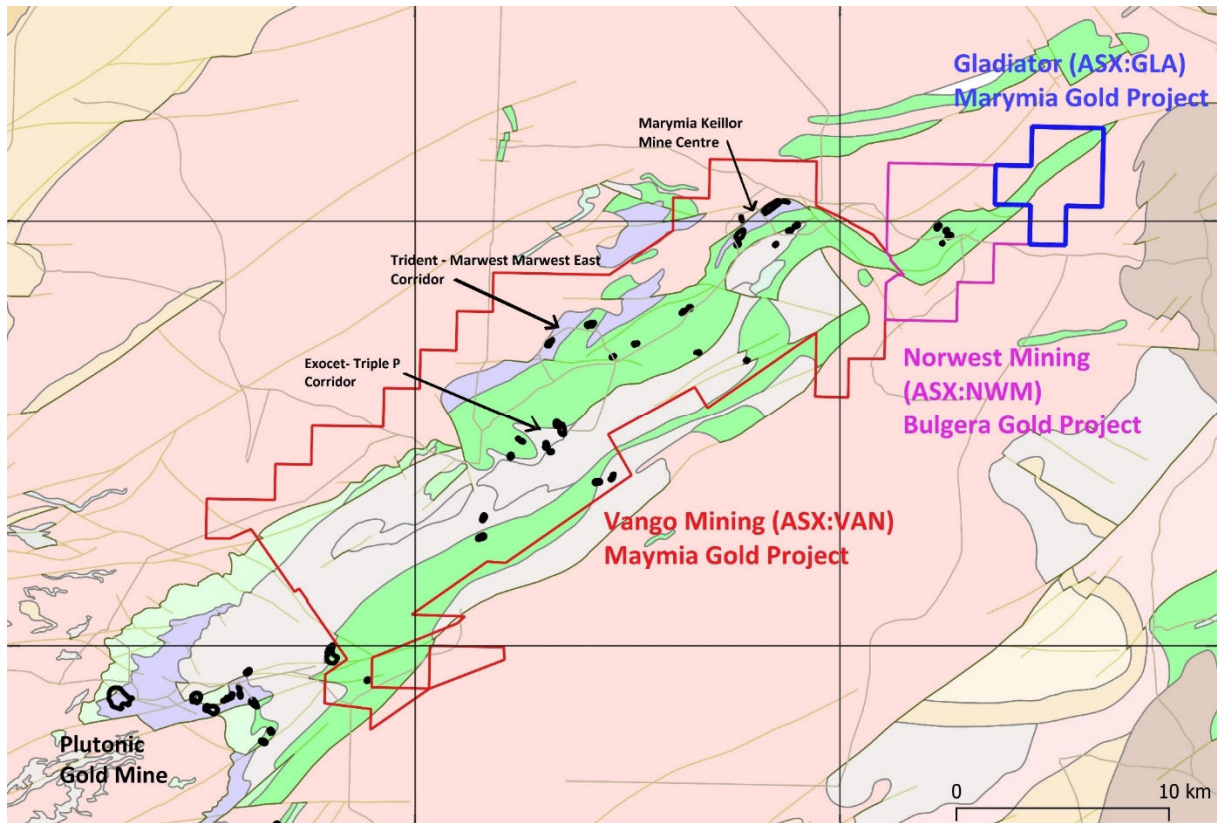 Gladiator (ASX:GLA)
Marymia Gold Project
Marymia Keillor
Mine Centre
Trident - Marwest Marwest East
Corridor
Exocet- Triple P
Corridor
Norwest Mining
(ASX:NWM)
Bulgera Gold Project
Vango Mining (ASX:VAN)
Maymia Gold Project
Plutonic
Gold Mine
0 10 km